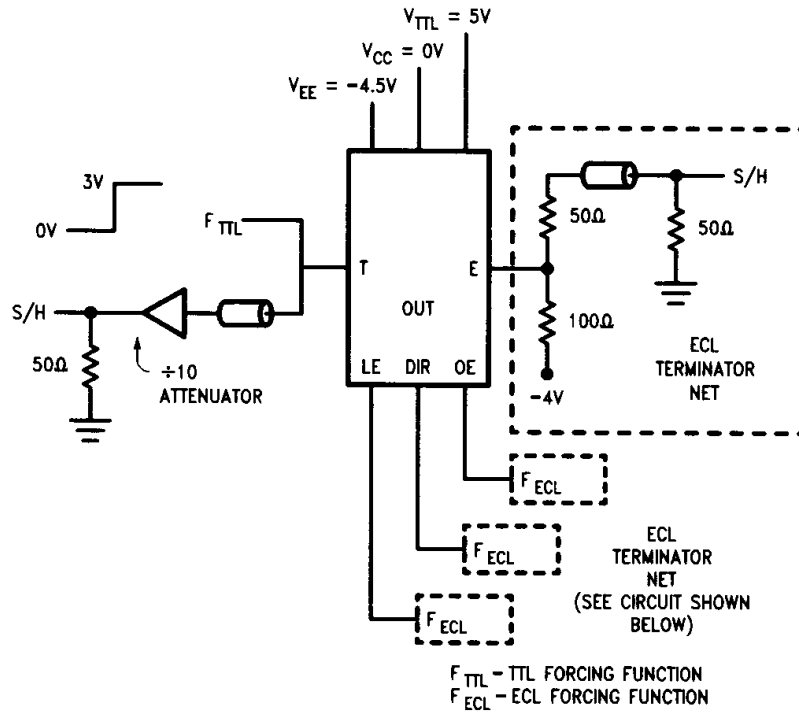 V_TTL = 5V
V_CC = 0V
V_EE = -4.5V
3V
0V
F_TTL
S/H
50Ω
÷10
ATTENUATOR
T
E
OUT
LE DIR OE
50Ω
S/H
50Ω
100Ω
-4V
ECL
TERMINATOR
NET
F_ECL
F_ECL
F_ECL
ECL
TERMINATOR
NET
(SEE CIRCUIT SHOWN
BELOW)
F_TTL – TTL FORCING FUNCTION
F_ECL – ECL FORCING FUNCTION